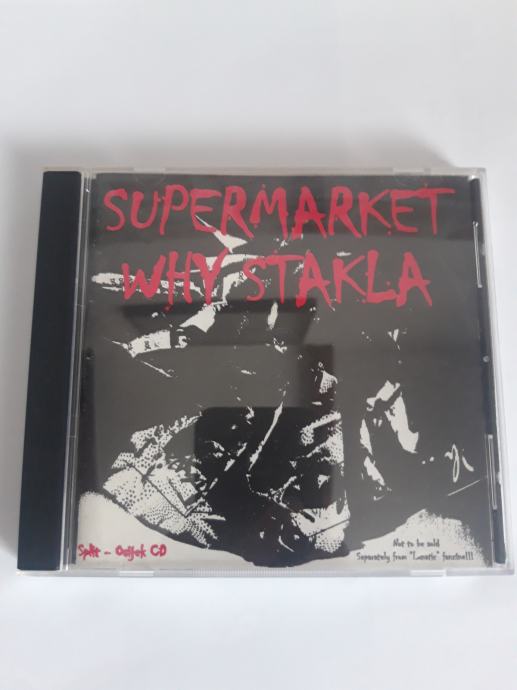 SUPERMARKET
WHY STAKLA
Split - Osijek CD
Not to be sold
Separately from "Lunatic" fanzine!!!